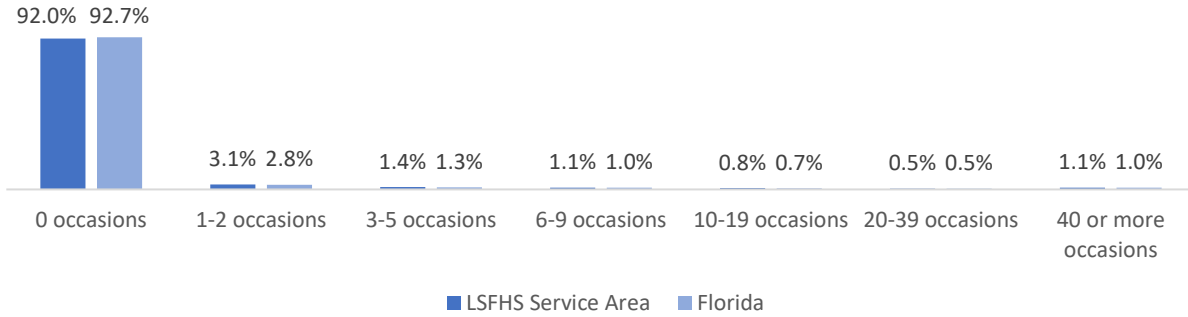 92.0% 92.7%
3.1% 2.8%
1.4% 1.3%
1.1% 1.0%
0.8% 0.7%
0.5% 0.5%
1.1% 1.0%
0 occasions
1-2 occasions
3-5 occasions
6-9 occasions
10-19 occasions
20-39 occasions
40 or more
occasions
LSFHS Service Area
Florida